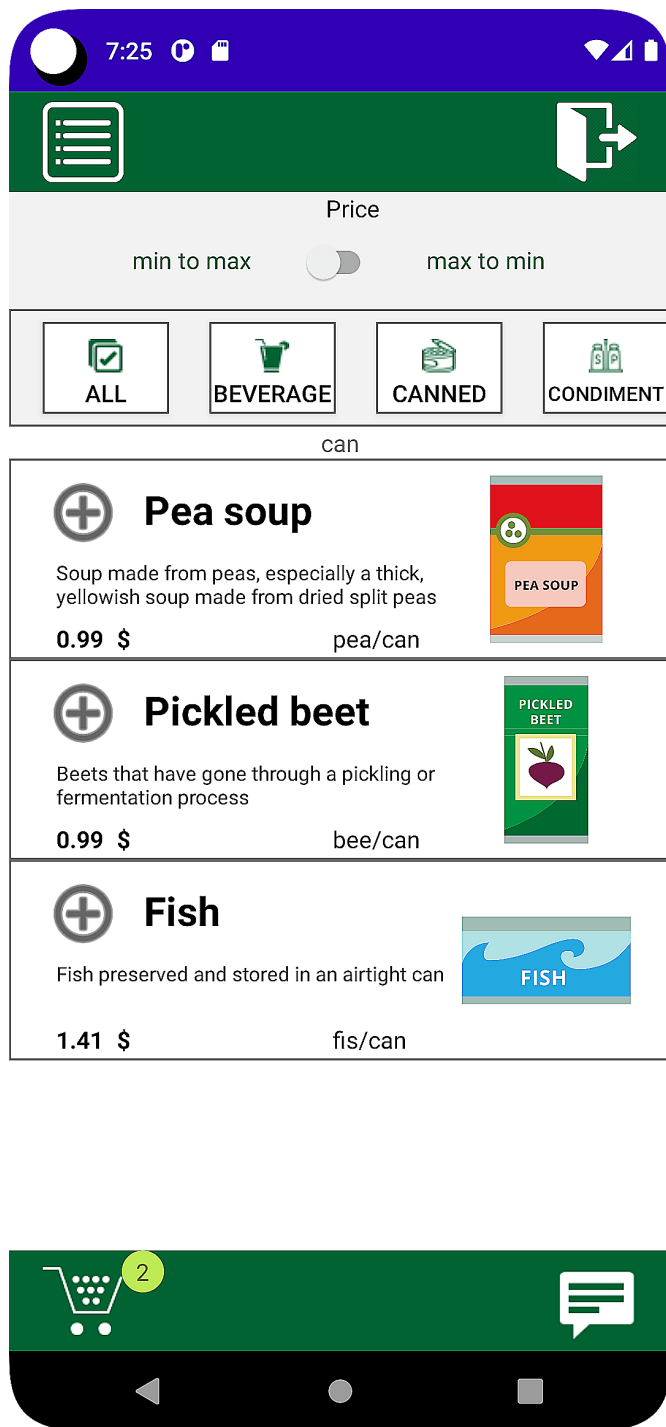 7:25
Price
min to max
max to min
ALL
BEVERAGE
CANNED
S P
CONDIMENT
can
Pea soup
Soup made from peas, especially a thick,
yellowish soup made from dried split peas
0.99 $
pea/can
PEA SOUP
Pickled beet
Beets that have gone through a pickling or
fermentation process
0.99 $
bee/can
PICKLED
BEET
Fish
Fish preserved and stored in an airtight can
1.41 $
fis/can
FISH
2